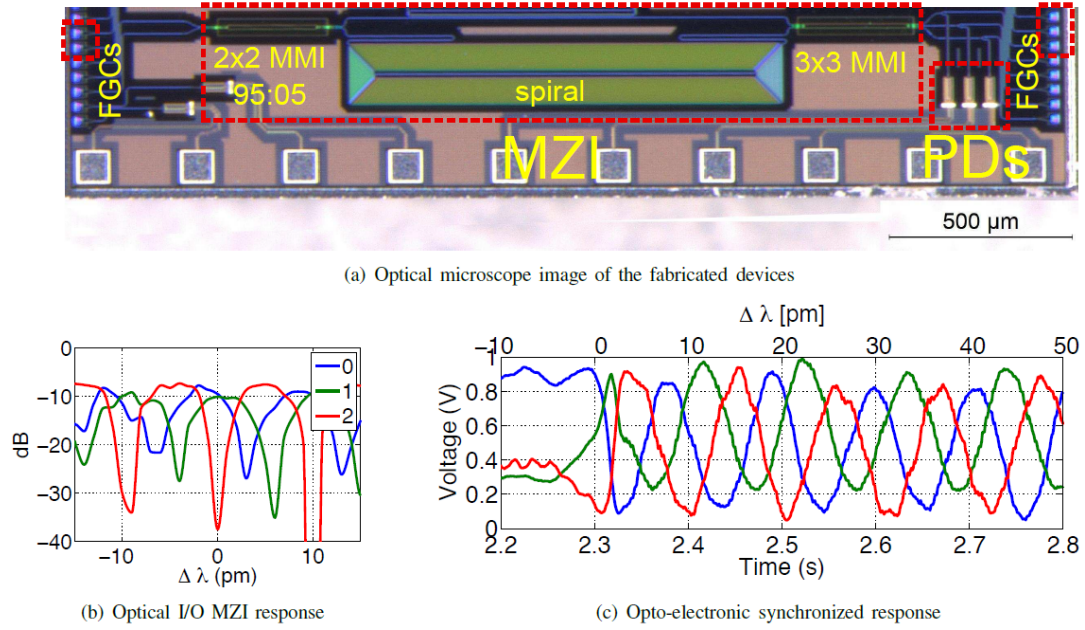 FGCs
2x2 MMI
95:05
spiral
3x3 MMI
FGCs
MZI
PDs
500 µm
(a) Optical microscope image of the fabricated devices
0
−10
−20
−30
−40
dB
−10
0
10
Δ λ (pm)
0
1
2
(b) Optical I/O MZI response
Δ λ [pm]
−10
0
10
20
30
40
50
1
0.8
0.6
0.4
0.2
0
Voltage (V)
2.2
2.3
2.4
2.5
2.6
2.7
2.8
Time (s)
(c) Opto-electronic synchronized response